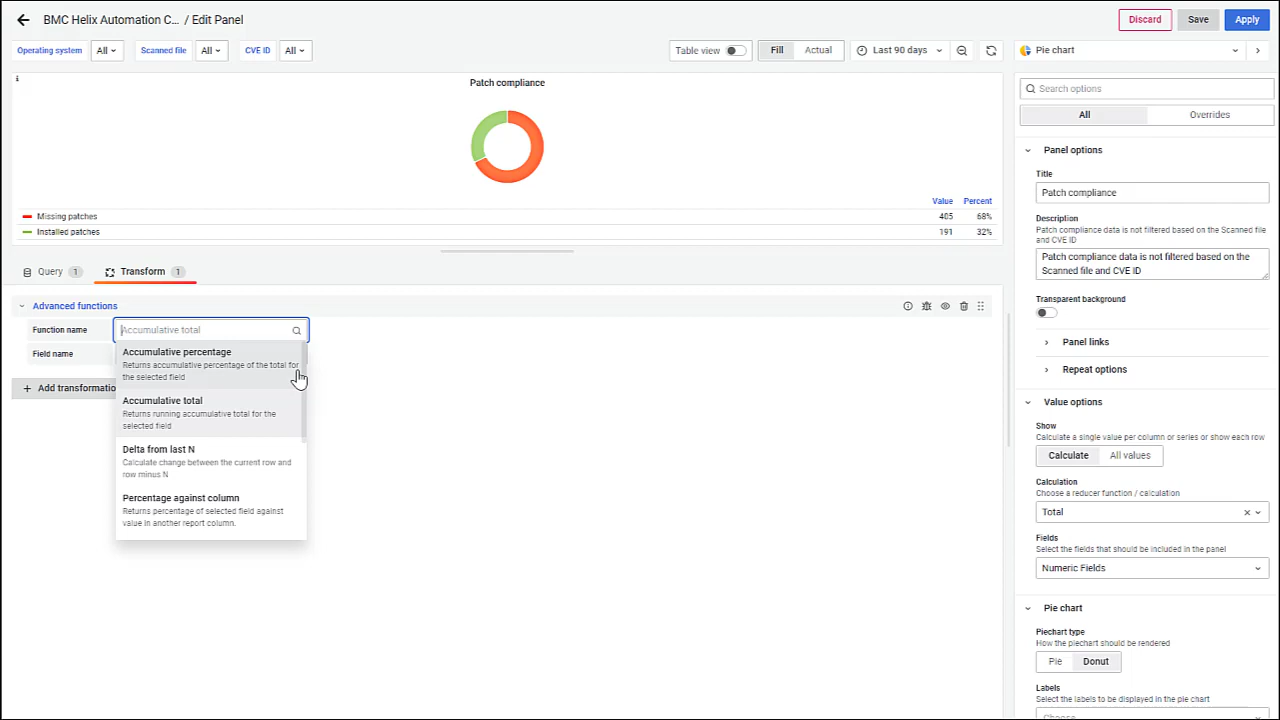 BMC Helix Automation C... / Edit Panel
Discard
Save
Apply
Operating system
All
Scanned file
All
CVE ID
All
Table view
Fill
Actual
Last 90 days
Pie chart
Search options
All
Overrides
i
Patch compliance
Value
Percent
Missing patches
405
68%
Installed patches
191
32%
Query
1
Transform
1
Advanced functions
Function name
Accumulative total
Field name
Accumulative percentage
Returns accumulative percentage of the total for
the selected field
Accumulative total
Returns running accumulative total for the
selected field
Delta from last N
Calculate change between the current row and
row minus N
Percentage against column
Returns percentage of selected field against
value in another report column.
+ Add transformatio
Panel options
Title
Patch compliance
Description
Patch compliance data is not filtered based on the Scanned file
and CVE ID
Patch compliance data is not filtered based on the
Scanned file and CVE ID
Transparent background
Panel links
Repeat options
Value options
Show
Calculate a single value per column or series or show each row
Calculate
All values
Calculation
Choose a reducer function / calculation
Total
Fields
Select the fields that should be included in the panel
Numeric Fields
Pie chart
Piechart type
How the piechart should be rendered
Pie
Donut
Labels
Select the labels to be displayed in the pie chart
Choose